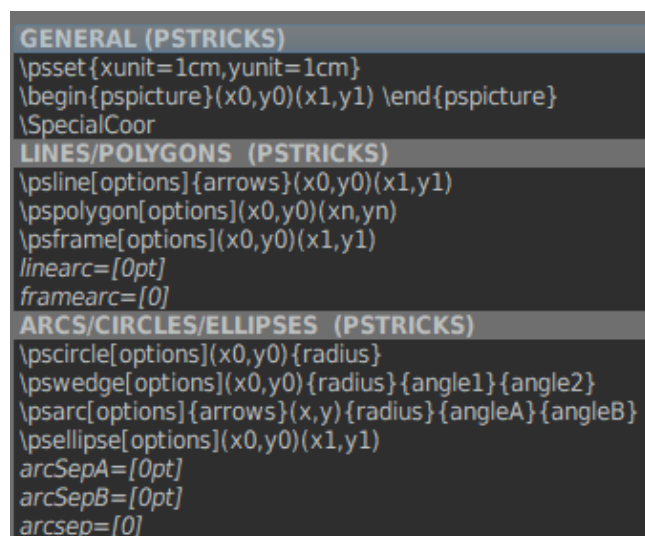 GENERAL (PSTRICKS)
\psset{xunit=1cm,yunit=1cm}
\begin{pspicture}(x0,y0)(x1,y1) \end{pspicture}
\SpecialCoor
LINES/POLYGONS (PSTRICKS)
\psline[options]{arrows}(x0,y0)(x1,y1)
\pspolygon[options](x0,y0)(xn,yn)
\psframe[options](x0,y0)(x1,y1)
linearc=[0pt]
framearc=[0]
ARCS/CIRCLES/ELLIPSES (PSTRICKS)
\pscircle[options](x0,y0){radius}
\pswedge[options](x0,y0){radius}{angle1}{angle2}
\psarc[options]{arrows}(x,y){radius}{angleA}{angleB}
\psellipse[options](x0,y0)(x1,y1)
arcSepA=[0pt]
arcSepB=[0pt]
arcsep=[0]